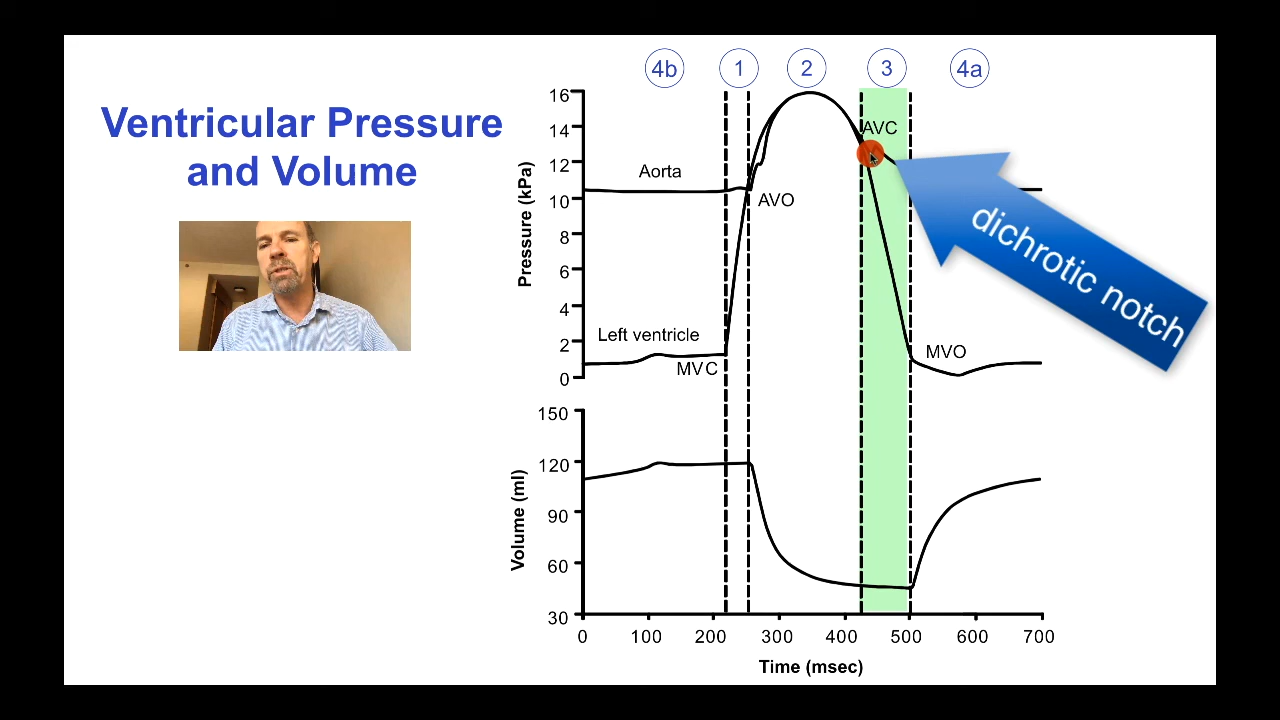 4b 1 2 3 4a
Ventricular Pressure
and Volume
Pressure (kPa)
16
14
12
10
8
6
4
2
0
Aorta
AVO
AVC
Left ventricle
MVC
MVO
dichrotic notch
Volume (ml)
150
120
90
60
30
0 100 200 300 400 500 600 700
Time (msec)